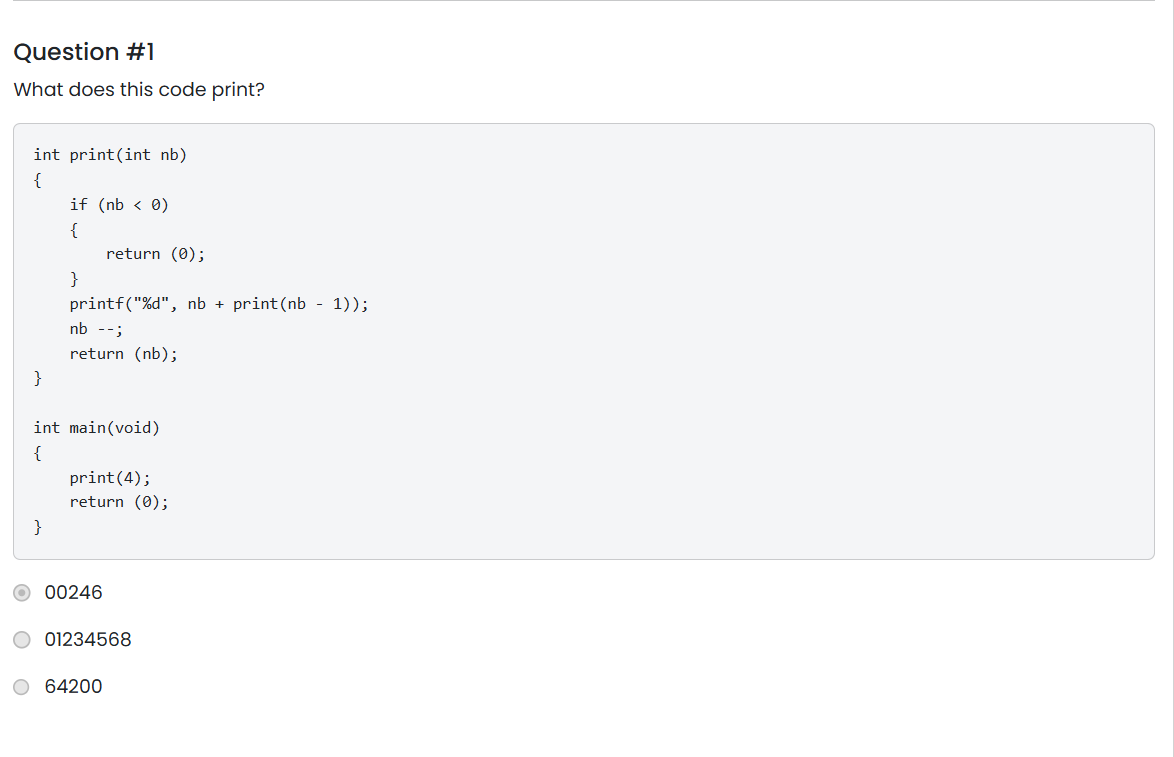 Question #1
What does this code print?
int print(int nb)
{
    if (nb < 0)
    {
        return (0);
    }
    printf("%d", nb + print(nb - 1));
    nb --;
    return (nb);
}

int main(void)
{
    print(4);
    return (0);
}
00246
01234568
64200